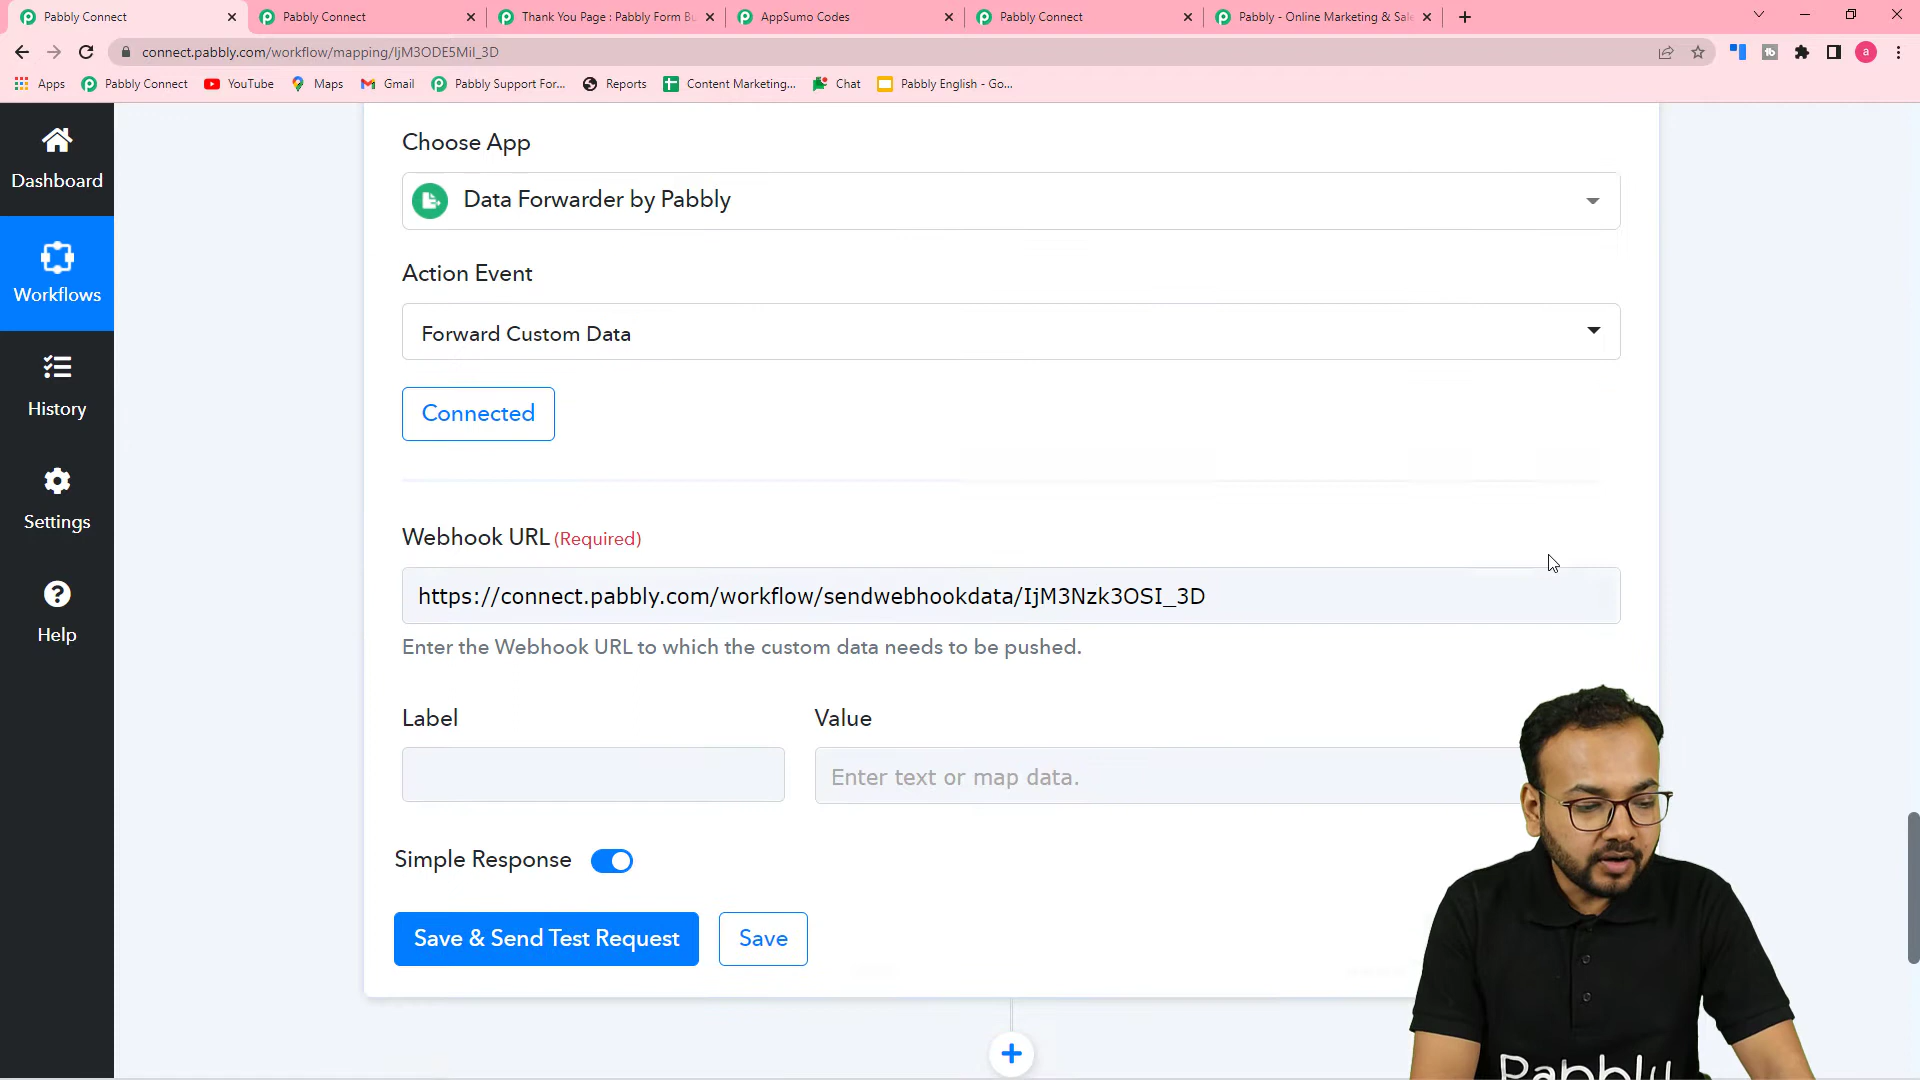 Pabbly Connect
Pabbly Connect
Thank You Page : Pabbly Form Bu
AppSumo Codes
Pabbly Connect
Pabbly - Online Marketing & Sale
connect.pabbly.com/workflow/mapping/IjM3ODE5MiI_3D
a
Apps
Pabbly Connect
YouTube
Maps
Gmail
Pabbly Support For...
Reports
Content Marketing...
Chat
Pabbly English - Go...
Dashboard
Workflows
History
Settings
Help
Choose App
Data Forwarder by Pabbly
Action Event
Forward Custom Data
Connected
Webhook URL (Required)
https://connect.pabbly.com/workflow/sendwebhookdata/IjM3Nzk3OSI_3D
Enter the Webhook URL to which the custom data needs to be pushed.
Label
Value
Enter text or map data.
Simple Response
Save & Send Test Request
Save
Pabbly